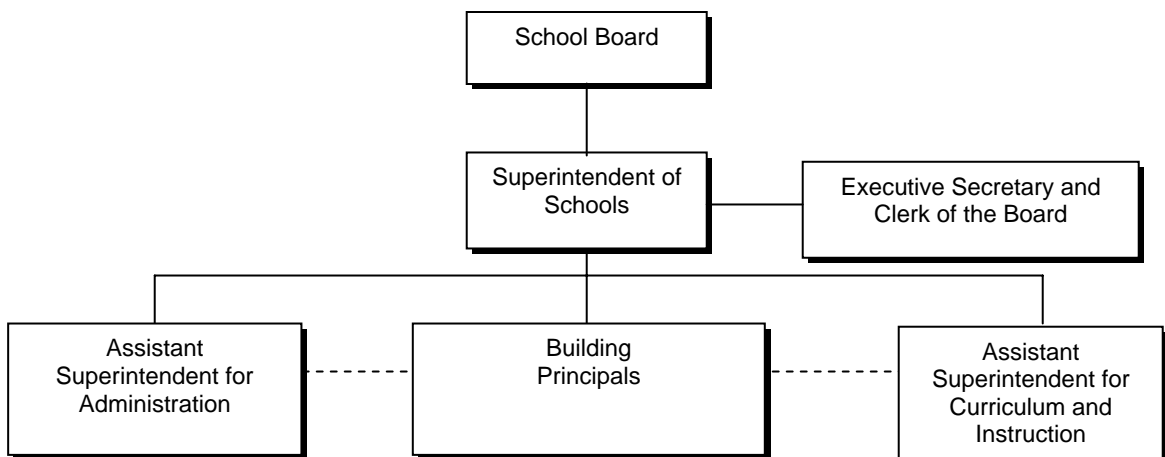 School Board
Superintendent of
Schools
Executive Secretary and
Clerk of the Board
Assistant
Superintendent for
Administration
Building
Principals
Assistant
Superintendent for
Curriculum and
Instruction